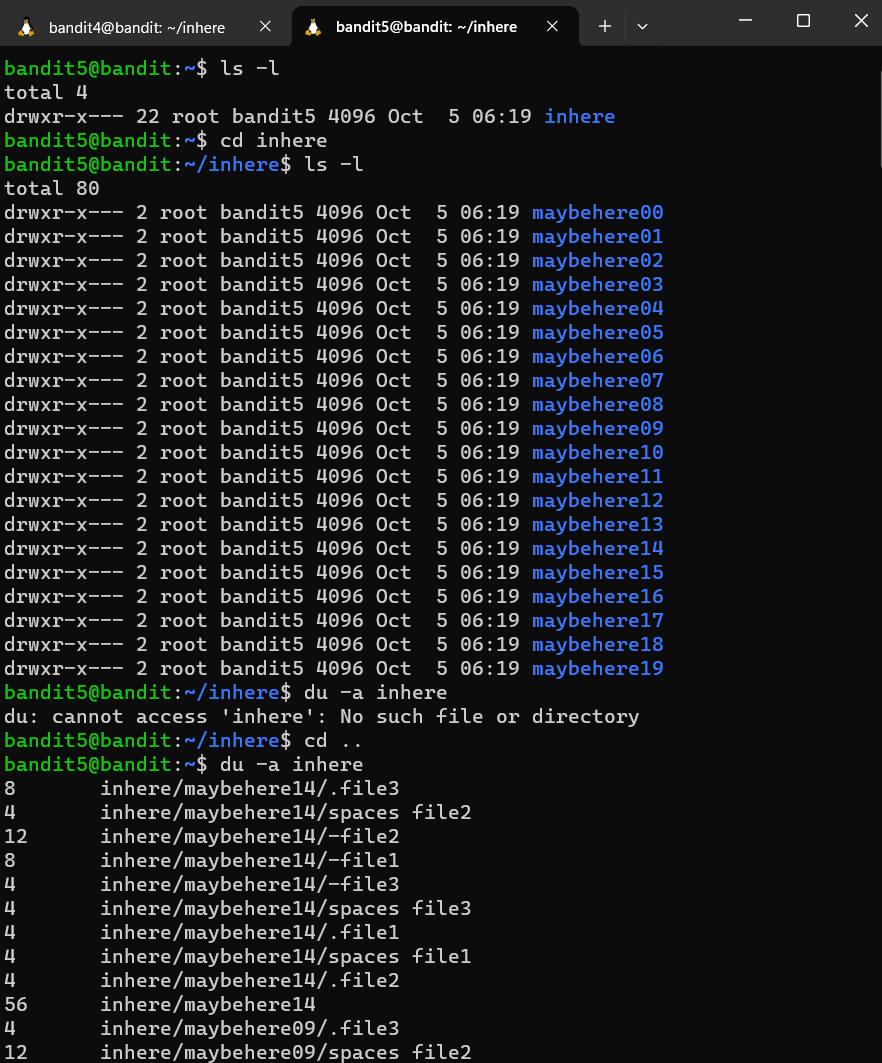 bandit4@bandit: ~/inhere
bandit5@bandit: ~/inhere
bandit5@bandit:~$ ls -l
total 4
drwxr-x--- 22 root bandit5 4096 Oct  5 06:19 inhere
bandit5@bandit:~$ cd inhere
bandit5@bandit:~/inhere$ ls -l
total 80
drwxr-x--- 2 root bandit5 4096 Oct  5 06:19 maybehere00
drwxr-x--- 2 root bandit5 4096 Oct  5 06:19 maybehere01
drwxr-x--- 2 root bandit5 4096 Oct  5 06:19 maybehere02
drwxr-x--- 2 root bandit5 4096 Oct  5 06:19 maybehere03
drwxr-x--- 2 root bandit5 4096 Oct  5 06:19 maybehere04
drwxr-x--- 2 root bandit5 4096 Oct  5 06:19 maybehere05
drwxr-x--- 2 root bandit5 4096 Oct  5 06:19 maybehere06
drwxr-x--- 2 root bandit5 4096 Oct  5 06:19 maybehere07
drwxr-x--- 2 root bandit5 4096 Oct  5 06:19 maybehere08
drwxr-x--- 2 root bandit5 4096 Oct  5 06:19 maybehere09
drwxr-x--- 2 root bandit5 4096 Oct  5 06:19 maybehere10
drwxr-x--- 2 root bandit5 4096 Oct  5 06:19 maybehere11
drwxr-x--- 2 root bandit5 4096 Oct  5 06:19 maybehere12
drwxr-x--- 2 root bandit5 4096 Oct  5 06:19 maybehere13
drwxr-x--- 2 root bandit5 4096 Oct  5 06:19 maybehere14
drwxr-x--- 2 root bandit5 4096 Oct  5 06:19 maybehere15
drwxr-x--- 2 root bandit5 4096 Oct  5 06:19 maybehere16
drwxr-x--- 2 root bandit5 4096 Oct  5 06:19 maybehere17
drwxr-x--- 2 root bandit5 4096 Oct  5 06:19 maybehere18
drwxr-x--- 2 root bandit5 4096 Oct  5 06:19 maybehere19
bandit5@bandit:~/inhere$ du -a inhere
du: cannot access 'inhere': No such file or directory
bandit5@bandit:~/inhere$ cd ..
bandit5@bandit:~$ du -a inhere
8       inhere/maybehere14/.file3
4       inhere/maybehere14/spaces file2
12      inhere/maybehere14/-file2
8       inhere/maybehere14/-file1
4       inhere/maybehere14/-file3
4       inhere/maybehere14/spaces file3
4       inhere/maybehere14/.file1
4       inhere/maybehere14/spaces file1
4       inhere/maybehere14/.file2
56      inhere/maybehere14
4       inhere/maybehere09/.file3
12      inhere/maybehere09/spaces file2